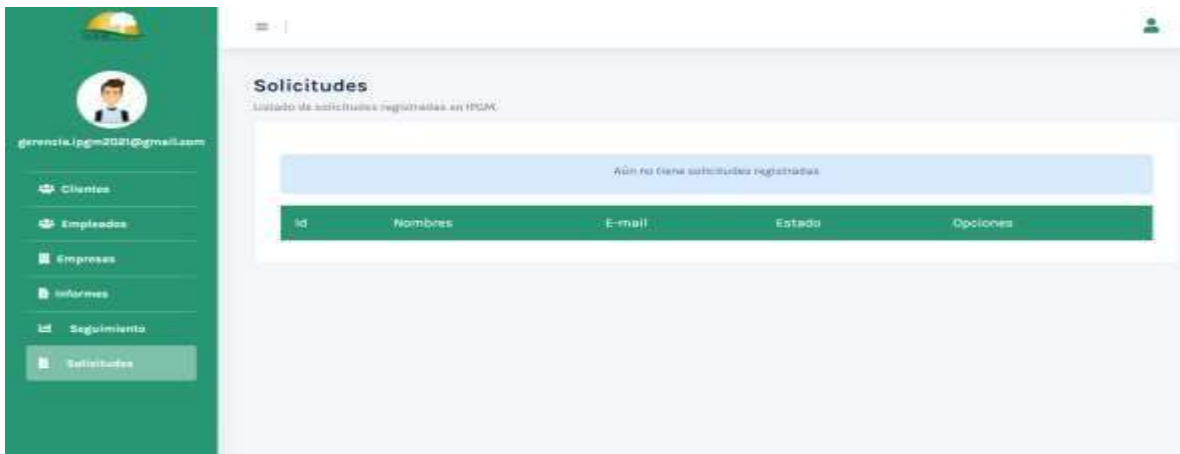 Solicitudes
Listado de solicitudes registradas en IPGM
gerencia.ipgm2021@gmail.com
Aún no tiene solicitudes registradas
Clientes
Empleados
Id Nombres E-mail Estado Opciones
Empresas
Informes
Seguimiento
Solicitudes